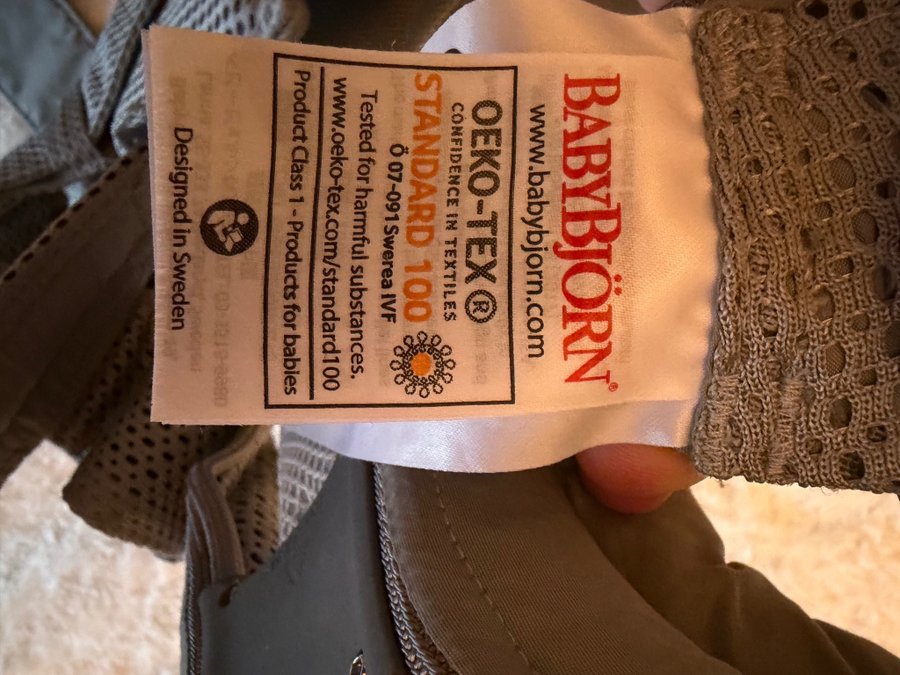 BABYBJÖRN®
www.babybjorn.com
OEKO-TEX®
CONFIDENCE IN TEXTILES
STANDARD 100
Ö 07-091 Swerea IVF
Tested for harmful substances.
www.oeko-tex.com/standard100
Product Class 1 - Products for babies
Designed in Sweden